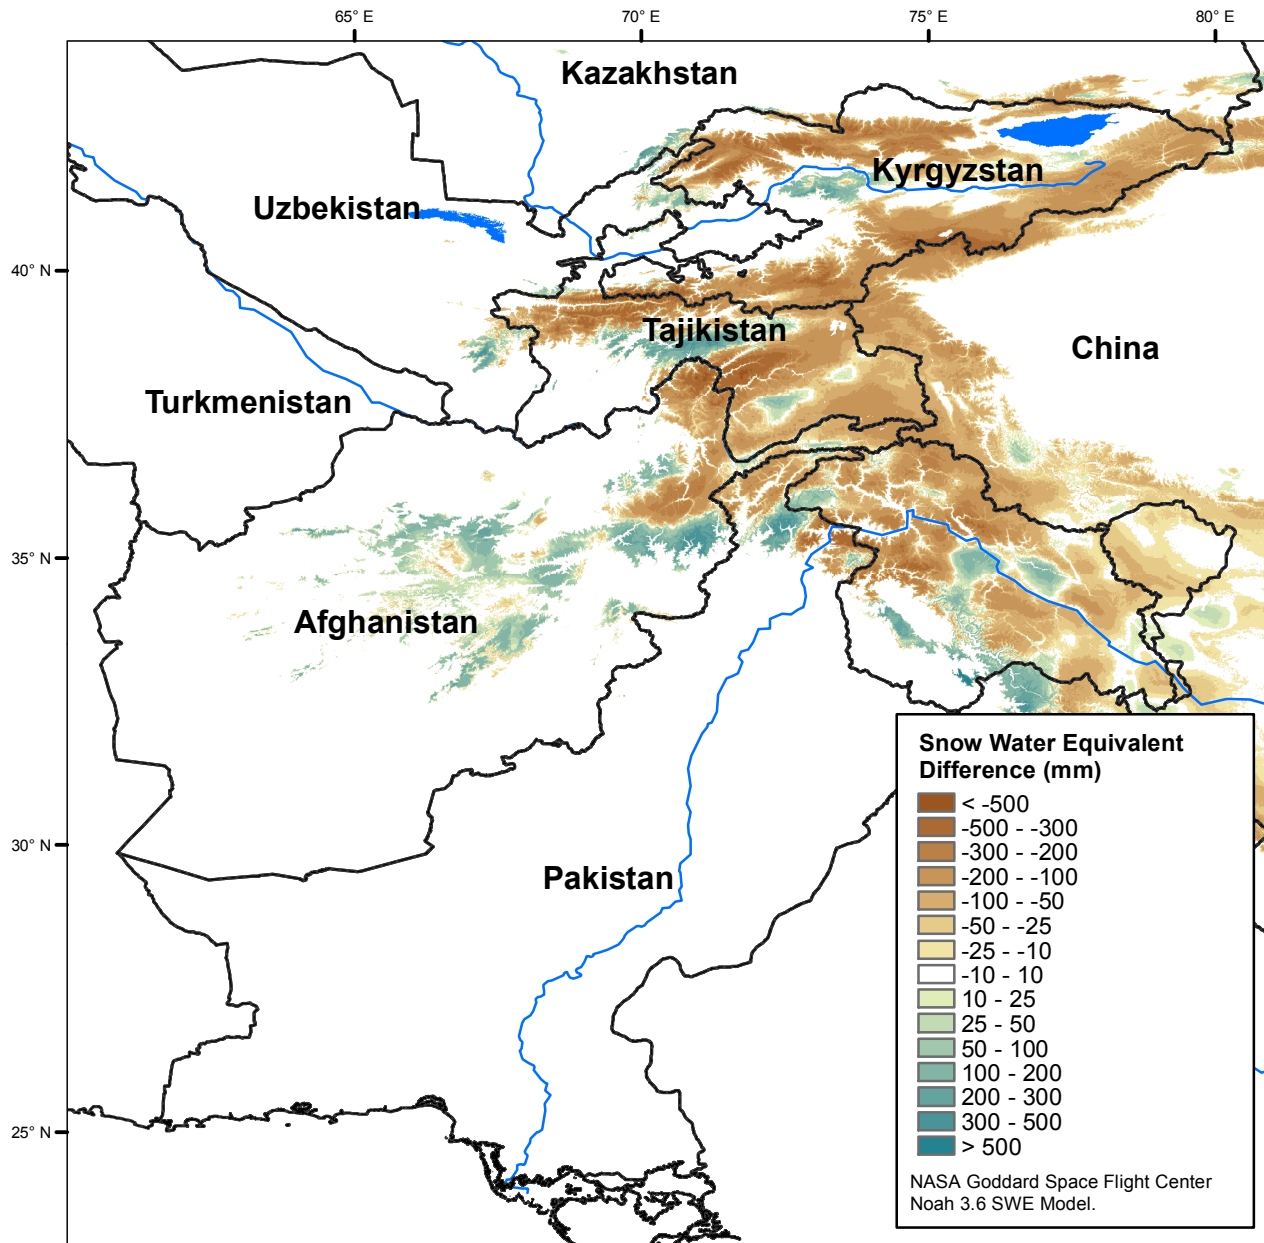 65° E
70° E
75° E
80° E
Kazakhstan
Kyrgyzstan
Uzbekistan
40° N
Tajikistan
China
Turkmenistan
35° N
Afghanistan
30° N
Pakistan
25° N
Snow Water Equivalent
Difference (mm)
< -500
-500 - -300
-300 - -200
-200 - -100
-100 - -50
-50 - -25
-25 - -10
-10 - 10
10 - 25
25 - 50
50 - 100
100 - 200
200 - 300
300 - 500
> 500
NASA Goddard Space Flight Center
Noah 3.6 SWE Model.